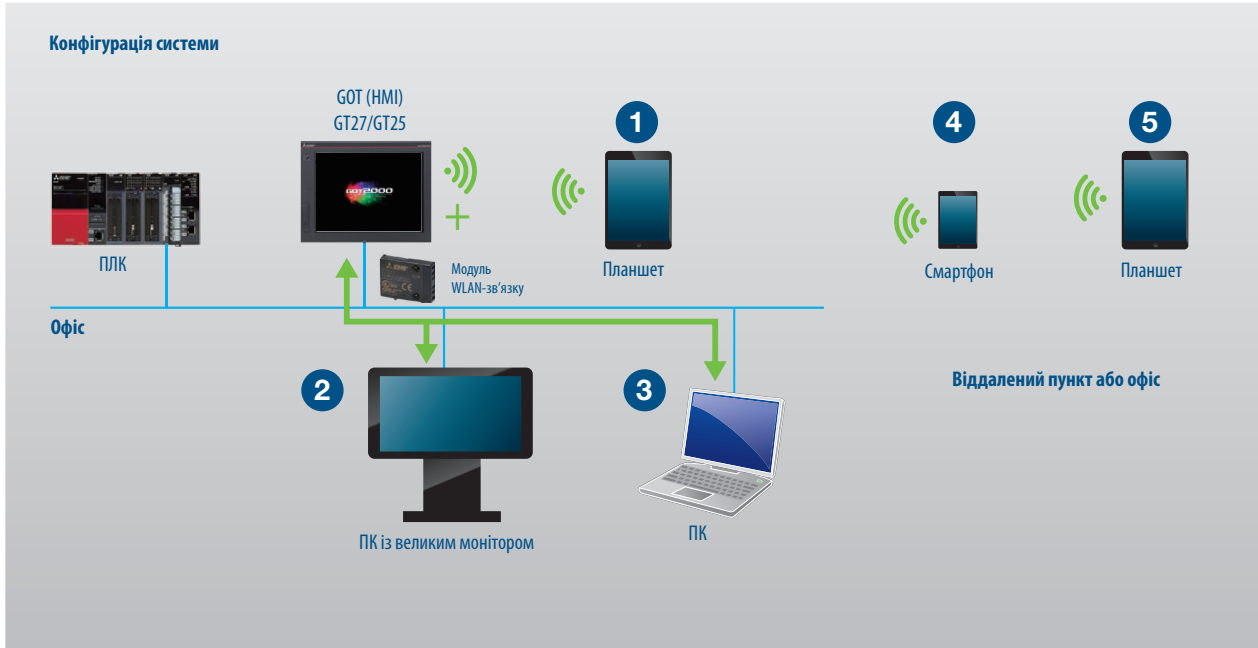 Конфігурація системи
GOT (HMI)
GT27/GT25
1
4
5
GOT2000
ПЛК
Модуль
WLAN-зв’язку
Планшет
Смартфон
Планшет
Офіс
2
3
Віддалений пункт або офіс
ПК із великим монітором
ПК